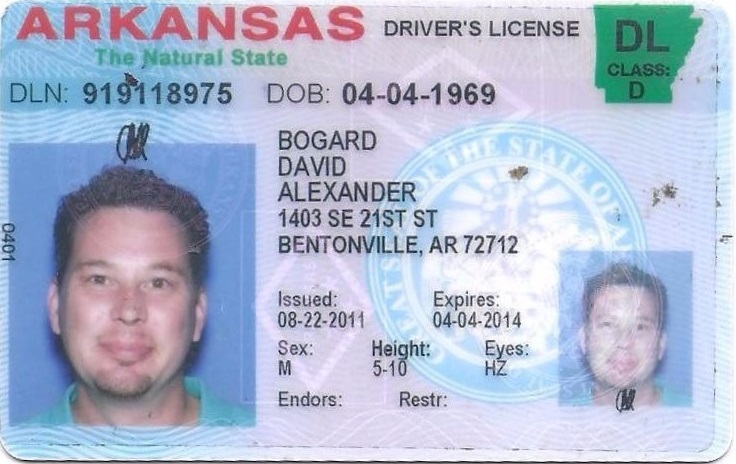 ARKANSAS DRIVER'S LICENSE
The Natural State
DL
CLASS:
D
DLN: 919118975 DOB: 04-04-1969
BOGARD
DAVID
ALEXANDER
1403 SE 21ST ST
BENTONVILLE, AR 72712
0401
GREAT SEAL OF THE STATE OF
Issued: Expires:
08-22-2011 04-04-2014
Sex: Height: Eyes:
M 5-10 HZ
Endors: Restr: